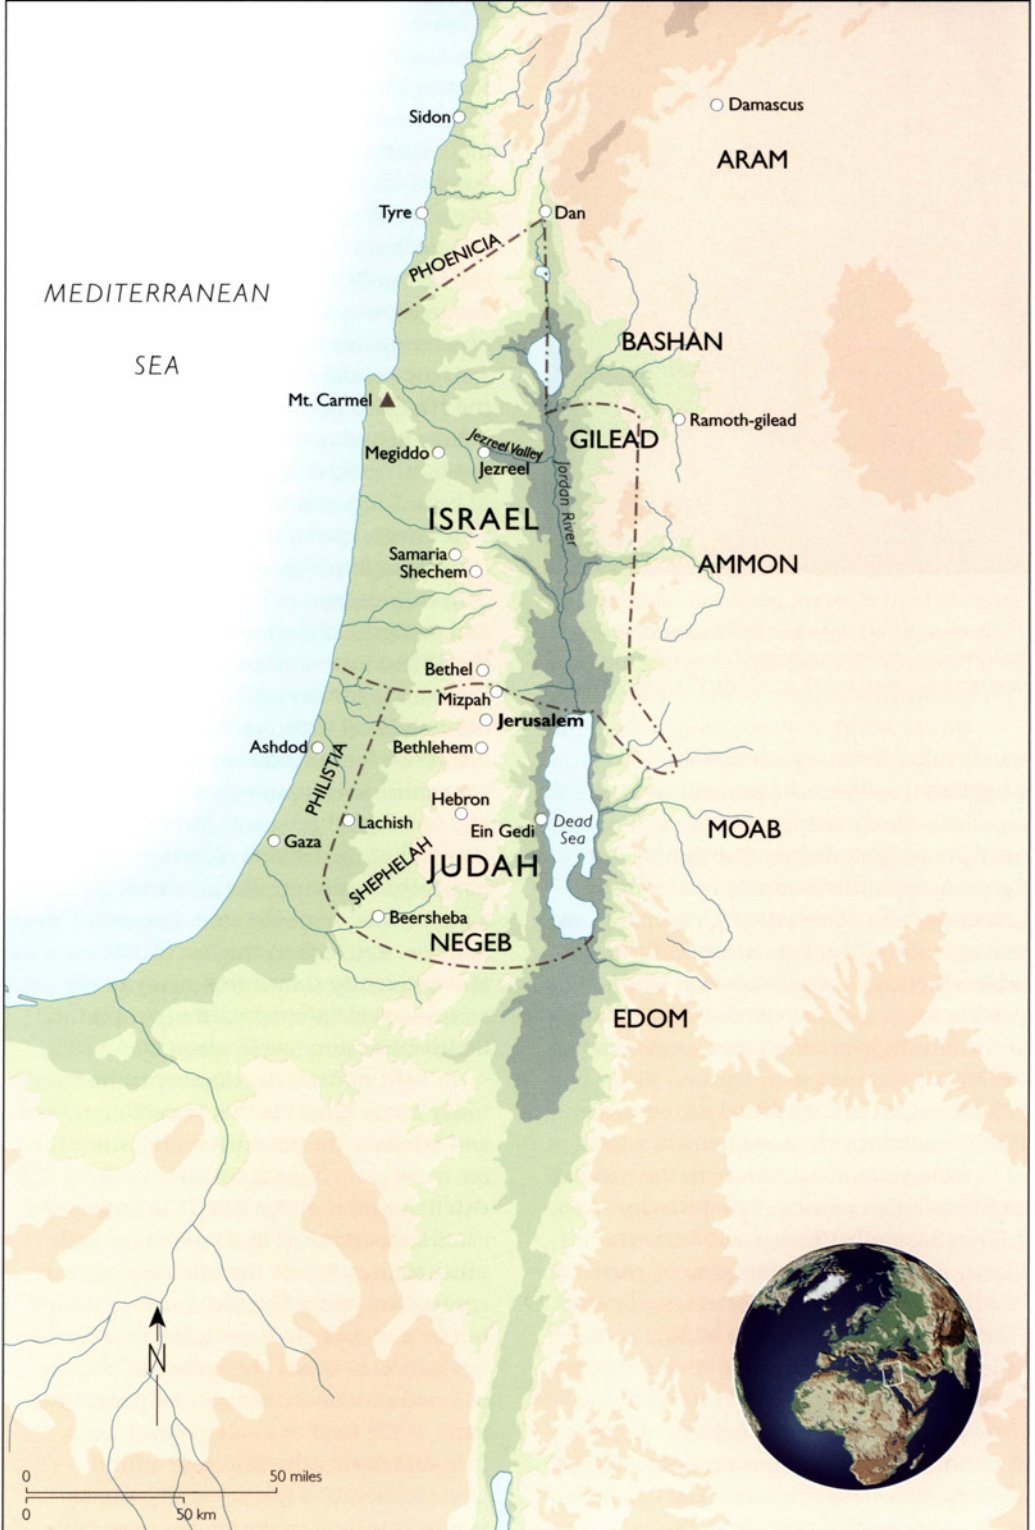 Damascus
Sidon
ARAM
Tyre
Dan
PHOENICIA
MEDITERRANEAN
SEA
BASHAN
Mt. Carmel
Ramoth-gilead
GILEAD
Jezreel Valley
Megiddo
Jezreel
Jordan River
ISRAEL
Samaria
Shechem
AMMON
Bethel
Mizpah
Jerusalem
Ashdod
Bethlehem
PHILISTIA
Hebron
Lachish
Ein Gedi
Dead
Sea
MOAB
Gaza
SHEPHELAH
JUDAH
Beersheba
NEGEB
EDOM
N
0
50 miles
0
50 km